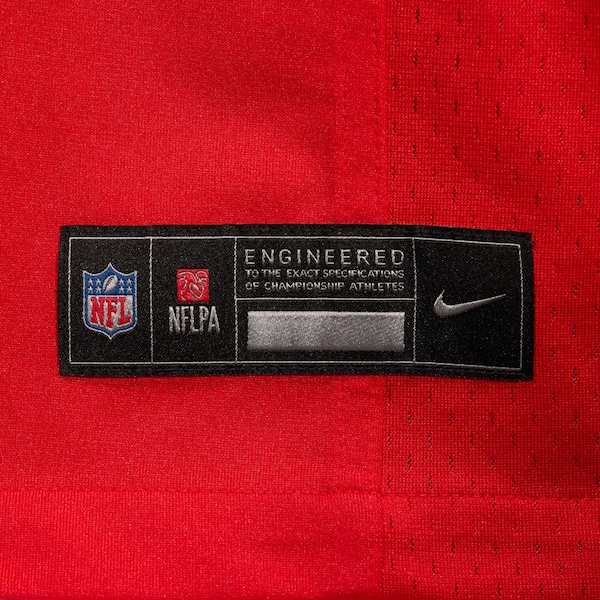 NFL
NFLPA
ENGINEERED
TO THE EXACT SPECIFICATIONS
OF CHAMPIONSHIP ATHLETES